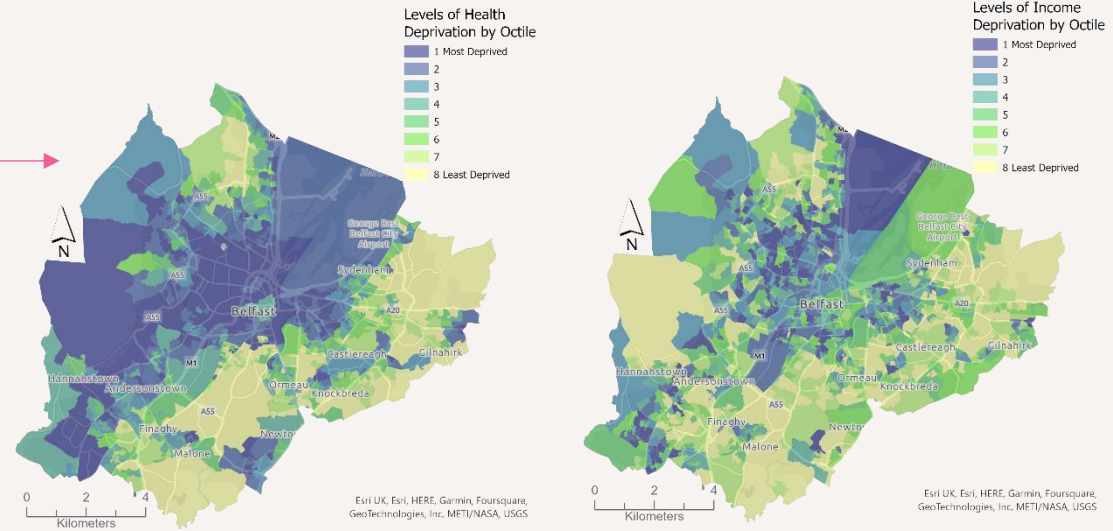 Levels of Health
Deprivation by Octile
1 Most Deprived
2
3
4
5
6
7
8 Least Deprived
M2
A55
N
George Best
Belfast City
Airport
A55
Sydenham
A55
Belfast
A20
M1
Castlereagh
Gilnahirk
Hannahstown
Andersonstown
Ormeau
Knockbreda
A55
Finaghy
Newto
Malone
0 2 4
Kilometers
Esri UK, Esri, HERE, Garmin, Foursquare,
GeoTechnologies, Inc, METI/NASA, USGS
Levels of Income
Deprivation by Octile
1 Most Deprived
2
3
4
5
6
7
8 Least Deprived
A55
N
George Best
Belfast City
Airport
A55
Sydenham
A55
Belfast
A20
M1
Castlereagh
Gilnahirk
Hannahstown
Andersonstown
Ormeau
Knockbreda
A55
Finaghy
Newto
Malone
0 2 4
Kilometers
Esri UK, Esri, HERE, Garmin, Foursquare,
GeoTechnologies, Inc, METI/NASA, USGS